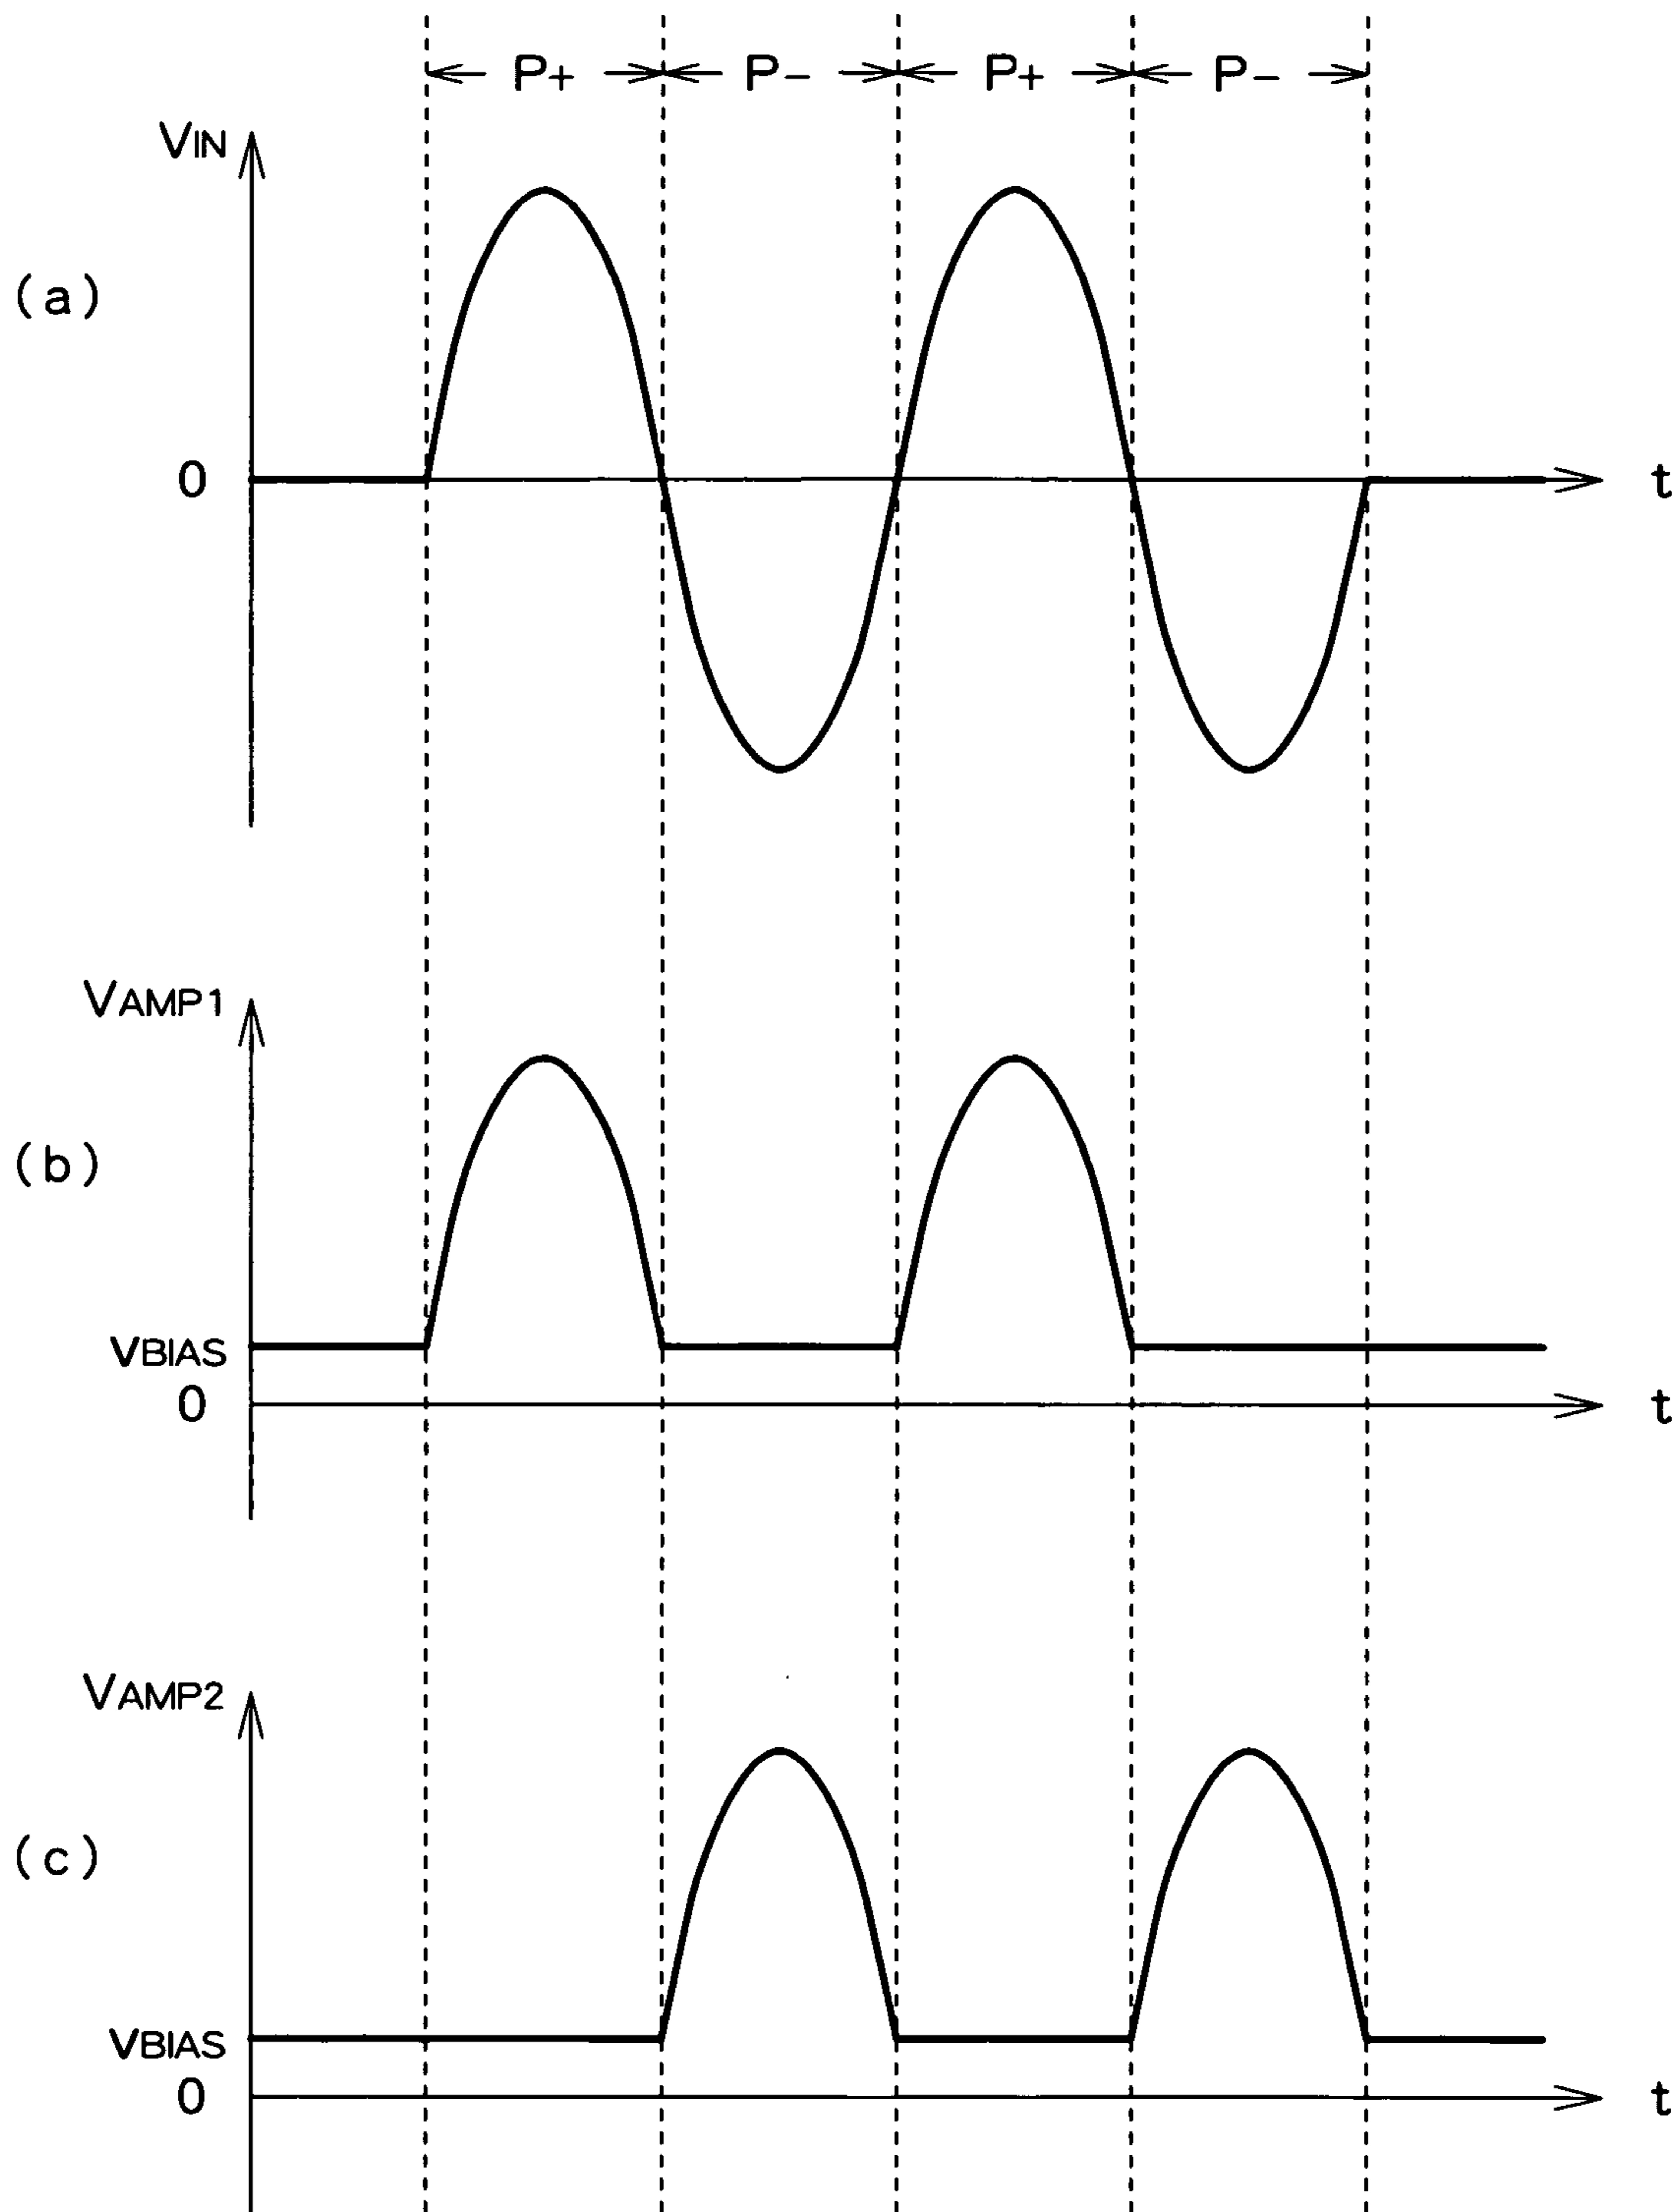 P+ P− P+ P−
VIN
(a)
0 t
VAMP1
(b)
VBIAS
0 t
VAMP2
(c)
VBIAS
0 t